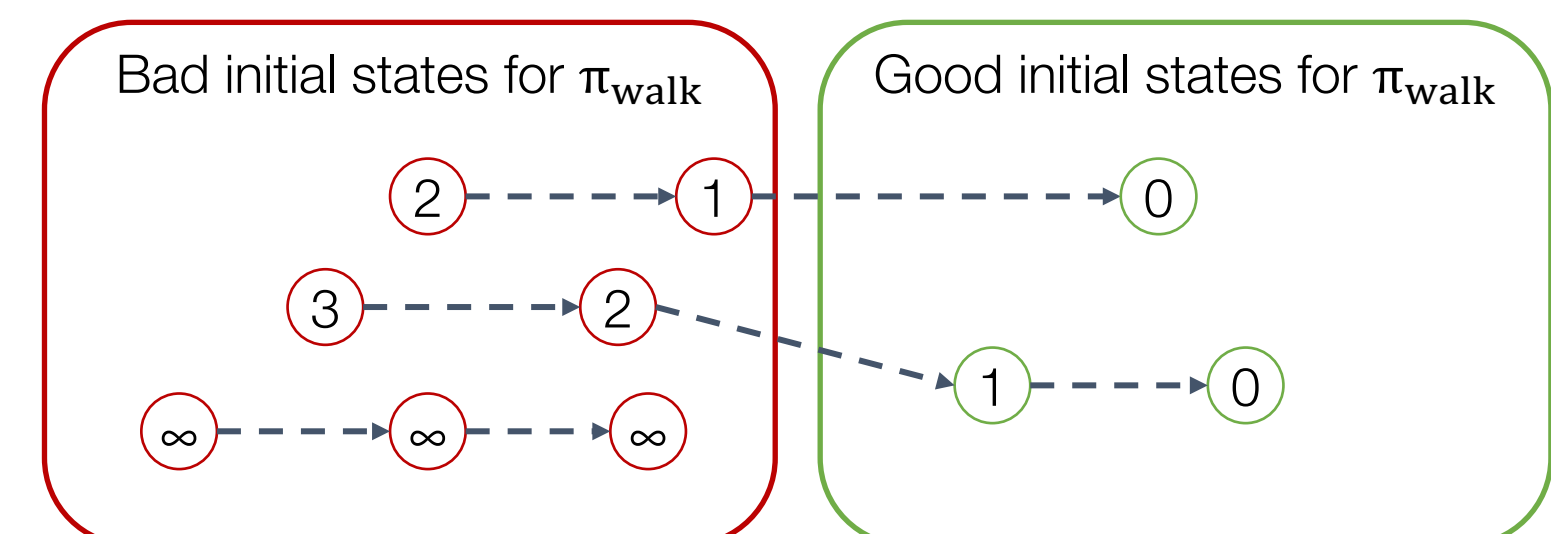 Bad initial states for π_walk
Good initial states for π_walk
2 1 0
3 2
1 0
∞ ∞ ∞